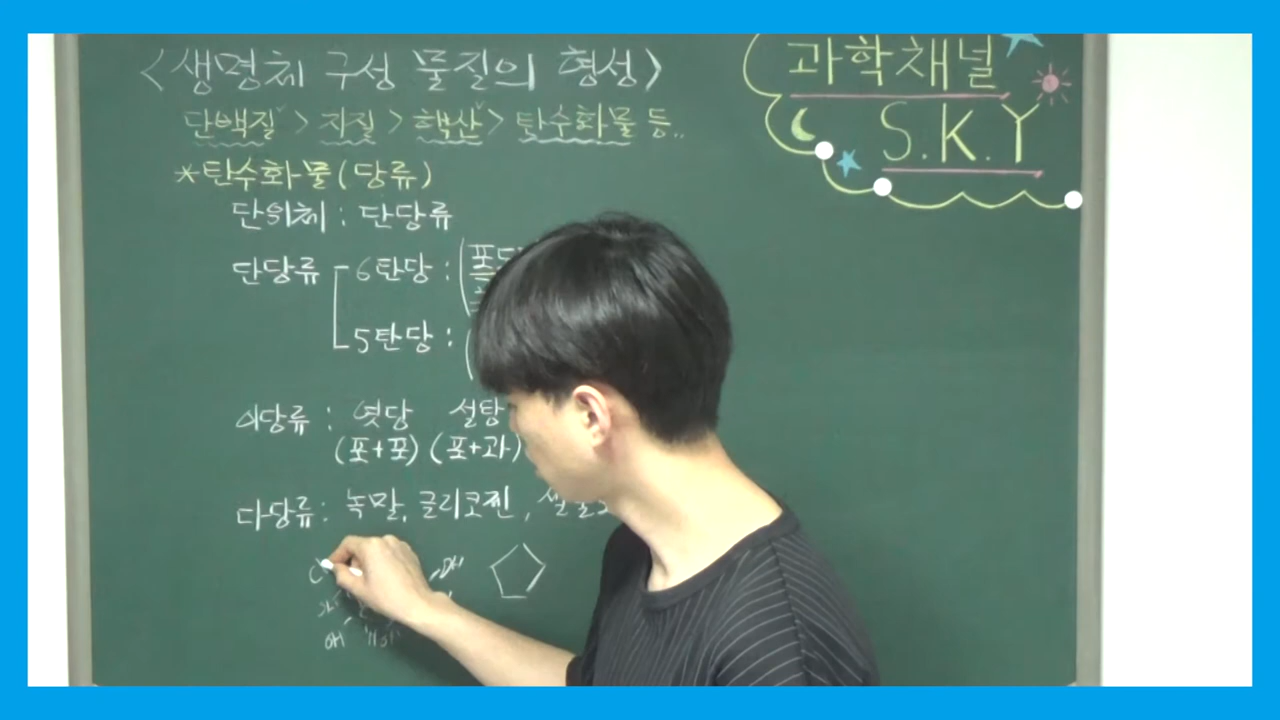 <생명체 구성 물질의 형성>
단백질 > 지질 > 핵산 > 탄수화물 등..
*탄수화물(당류)
단위체 : 단당류
단당류
6탄당 : (포
5탄당 : (
이당류 : 엿당 설탕
(포+포) (포+과)
다당류 : 녹말, 글리코젠,
과학채널
S.K.Y